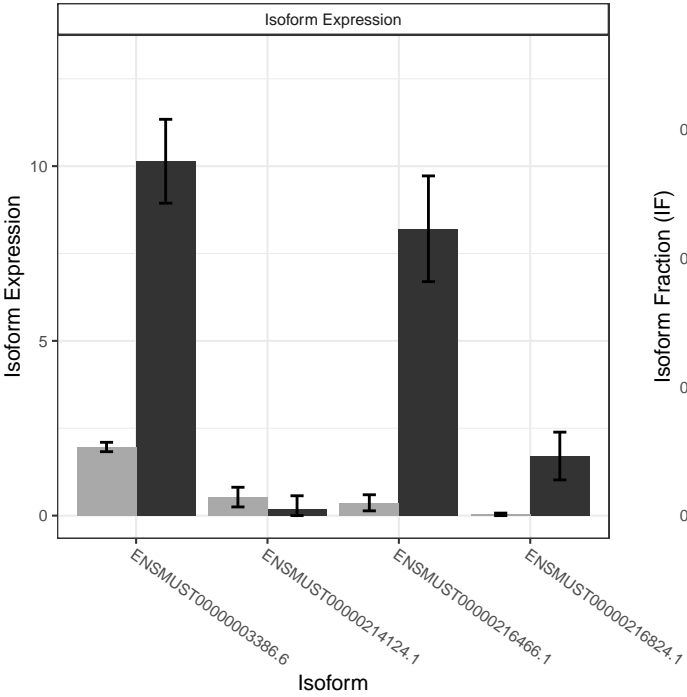 Isoform Expression
Isoform Expression
10
5
0
ENSMUST00000003386.6
ENSMUST00000214124.1
ENSMUST00000216466.1
ENSMUST00000216824.1
Isoform
Isoform Fraction (IF)
0
0
0
0